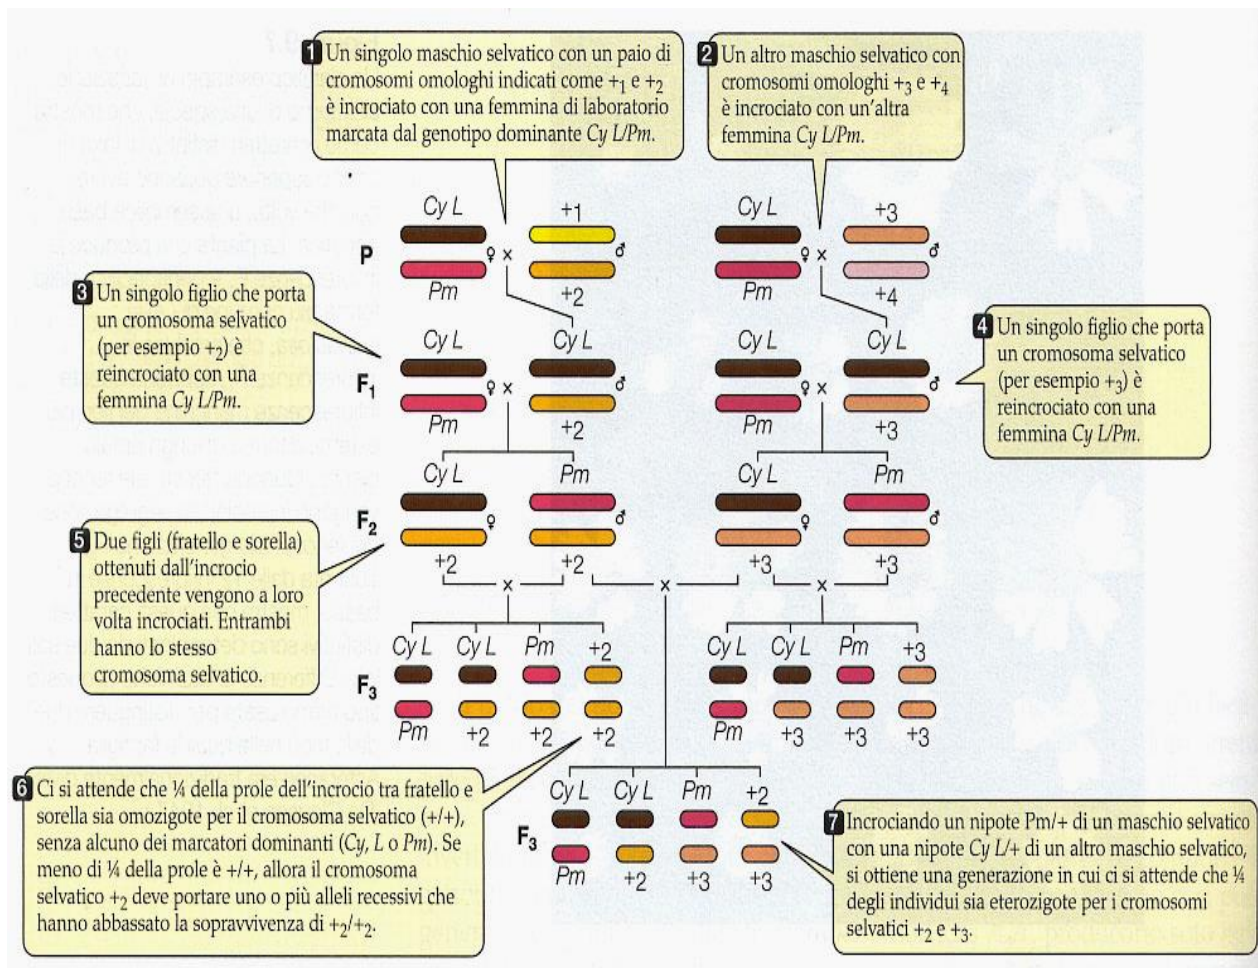 1 Un singolo maschio selvatico con un paio di
cromosomi omologhi indicati come +₁ e +₂
è incrociato con una femmina di laboratorio
marcata dal genotipo dominante Cy L/Pm.
2 Un altro maschio selvatico con
cromosomi omologhi +₃ e +₄
è incrociato con un'altra
femmina Cy L/Pm.
Cy L +1 Cy L +3
P ♀ × ♂ ♀ × ♂
Pm +2 Pm +4
3 Un singolo figlio che porta
un cromosoma selvatico
(per esempio +₂) è
reincrociato con una
femmina Cy L/Pm.
4 Un singolo figlio che porta
un cromosoma selvatico
(per esempio +₃) è
reincrociato con una
femmina Cy L/Pm.
Cy L Cy L Cy L Cy L
F₁ ♀ × ♂ ♀ × ♂
Pm +2 Pm +3
Cy L Pm Cy L Pm
F₂ ♀ ♂ ♀ ♂
+2 +2 +3 +3
× × ×
5 Due figli (fratello e sorella)
ottenuti dall'incrocio
precedente vengono a loro
volta incrociati. Entrambi
hanno lo stesso
cromosoma selvatico.
Cy L Cy L Pm +2 Cy L Cy L Pm +3
F₃
Pm +2 +2 +2 Pm +3 +3 +3
6 Ci si attende che ¼ della prole dell'incrocio tra fratello e
sorella sia omozigote per il cromosoma selvatico (+/+),
senza alcuno dei marcatori dominanti (Cy, L o Pm). Se
meno di ¼ della prole è +/+, allora il cromosoma
selvatico +₂ deve portare uno o più alleli recessivi che
hanno abbassato la sopravvivenza di +₂/+₂.
Cy L Cy L Pm +2
F₃
Pm +2 +3 +3
7 Incrociando un nipote Pm/+ di un maschio selvatico
con una nipote Cy L/+ di un altro maschio selvatico,
si ottiene una generazione in cui ci si attende che ¼
degli individui sia eterozigote per i cromosomi
selvatici +₂ e +₃.